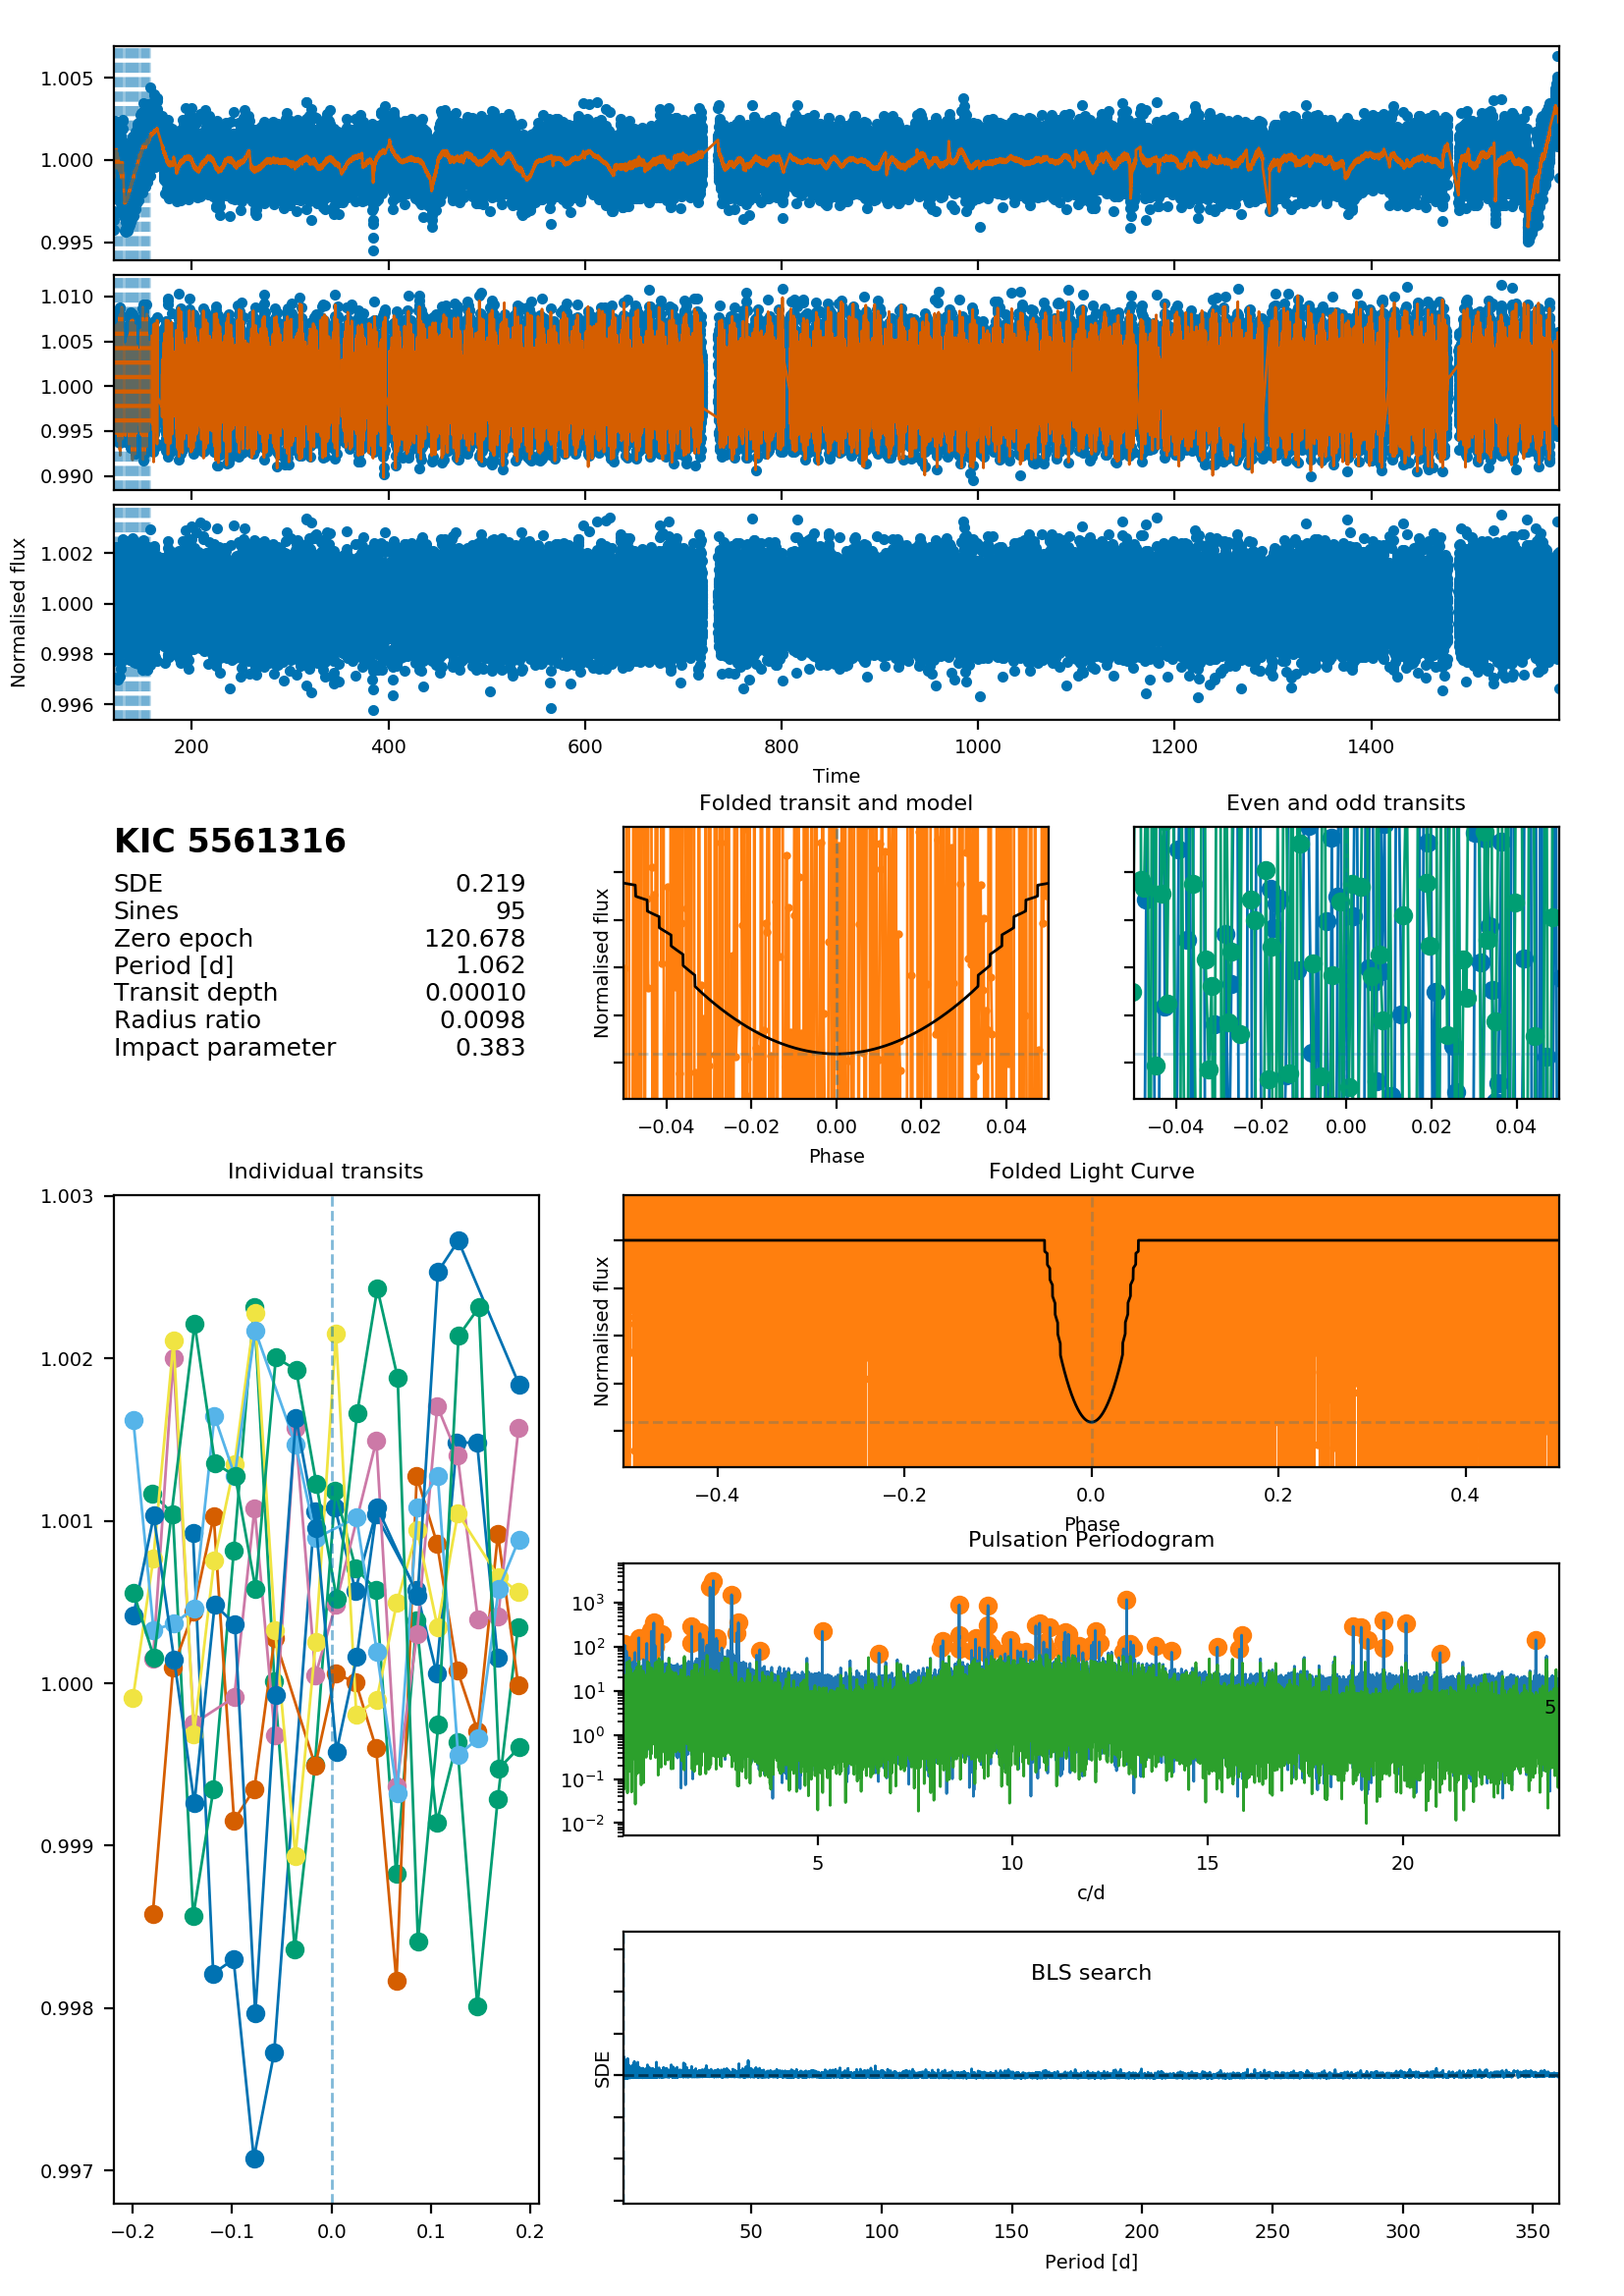 1.005
1.000
0.995
1.010
1.005
1.000
0.995
0.990
1.002
1.000
0.998
0.996
Normalised flux
200 400 600 800 1000 1200 1400
Time
KIC 5561316
SDE 0.219
Sines 95
Zero epoch 120.678
Period [d] 1.062
Transit depth 0.00010
Radius ratio 0.0098
Impact parameter 0.383
Folded transit and model
Normalised flux
−0.04 −0.02 0.00 0.02 0.04
Phase
Even and odd transits
−0.04 −0.02 0.00 0.02 0.04
Individual transits
1.003
1.002
1.001
1.000
0.999
0.998
0.997
−0.2 −0.1 0.0 0.1 0.2
Folded Light Curve
Normalised flux
−0.4 −0.2 0.0 0.2 0.4
Phase
Pulsation Periodogram
10³
10²
10¹
10⁰
10⁻¹
10⁻²
5
5 10 15 20
c/d
BLS search
SDE
50 100 150 200 250 300 350
Period [d]